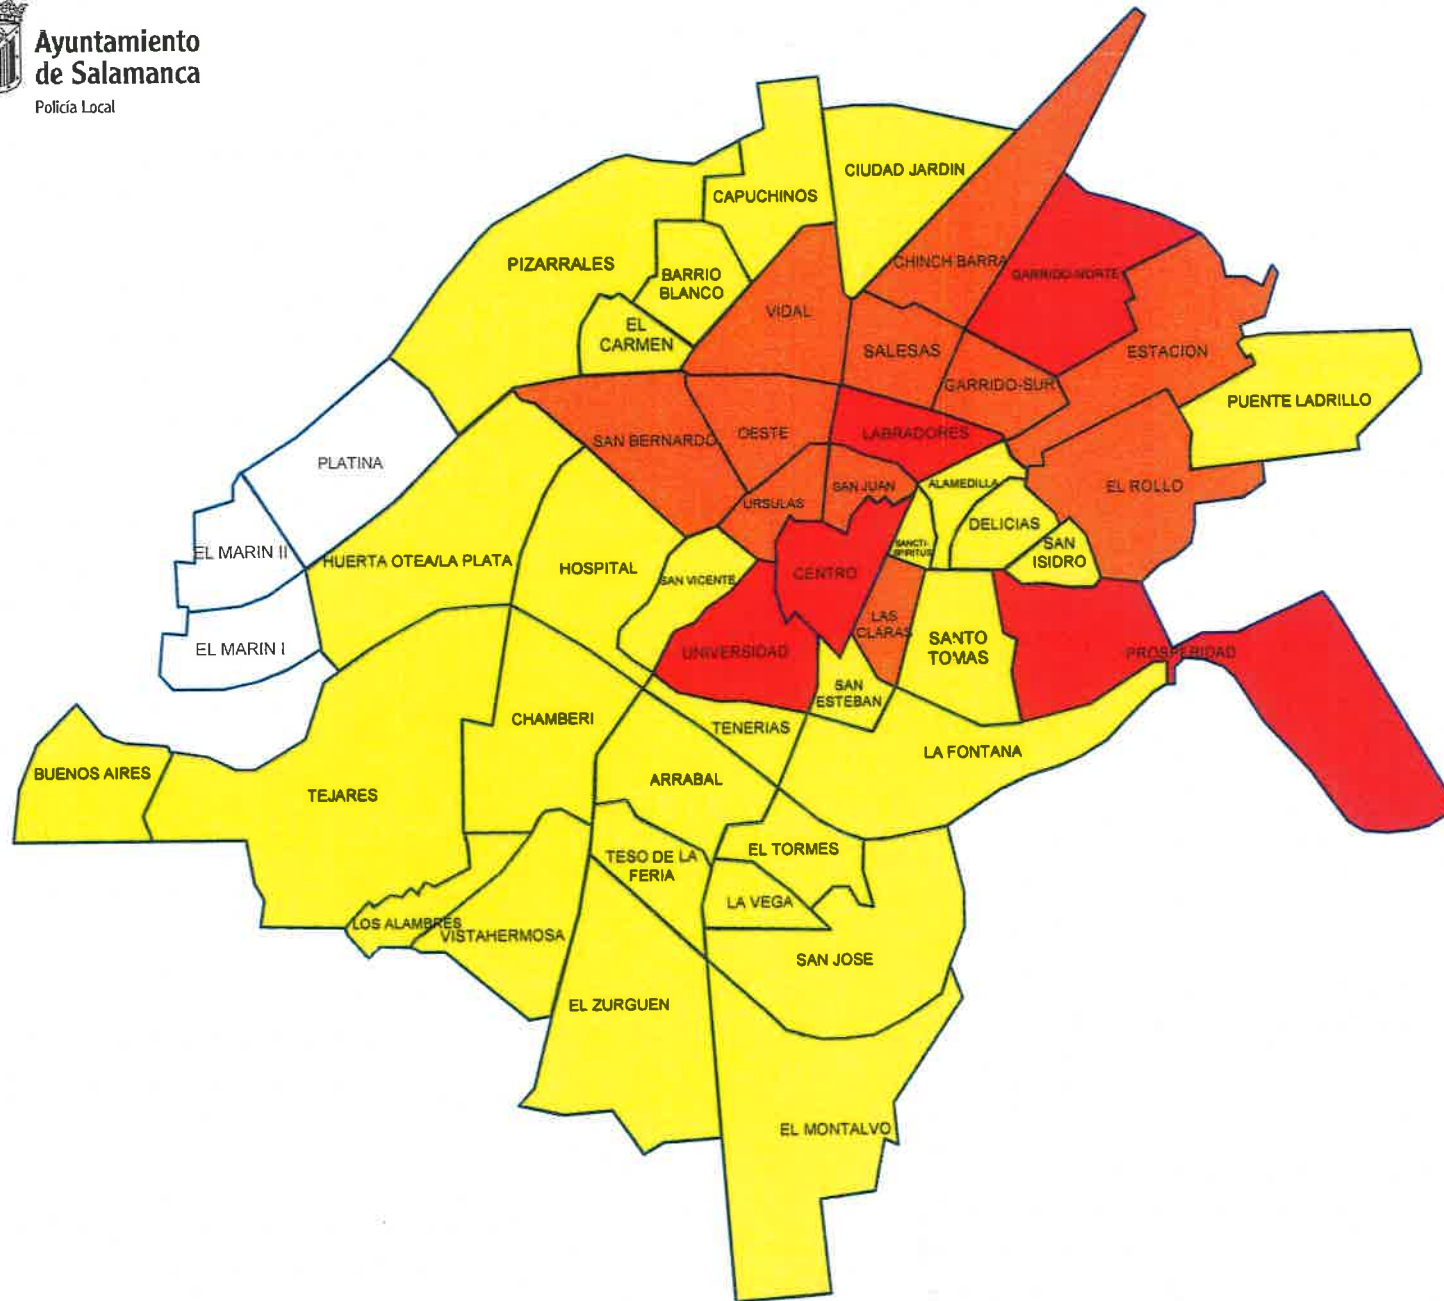 Ayuntamiento
de Salamanca
Policía Local
CIUDAD JARDIN
CAPUCHINOS
PIZARRALES
BARRIO
BLANCO
CHINCH BARRA
GARRIDO-NORTE
VIDAL
EL
CARMEN
SALESAS
ESTACION
GARRIDO-SUR
PUENTE LADRILLO
SAN BERNARDO
OESTE
LABRADORES
PLATINA
URSULAS
SAN JUAN
ALAMEDILLA
EL ROLLO
DELICIAS
SANCTI-
SPIRITUS
SAN
ISIDRO
EL MARIN II
HUERTA OTEA/LA PLATA
HOSPITAL
SAN VICENTE
CENTRO
LAS
CLARAS
SANTO
TOMAS
EL MARIN I
UNIVERSIDAD
PROSPERIDAD
SAN
ESTEBAN
CHAMBERI
TENERIAS
LA FONTANA
BUENOS AIRES
TEJARES
ARRABAL
TESO DE LA
FERIA
EL TORMES
LA VEGA
LOS ALAMBRES
VISTAHERMOSA
SAN JOSE
EL ZURGUEN
EL MONTALVO